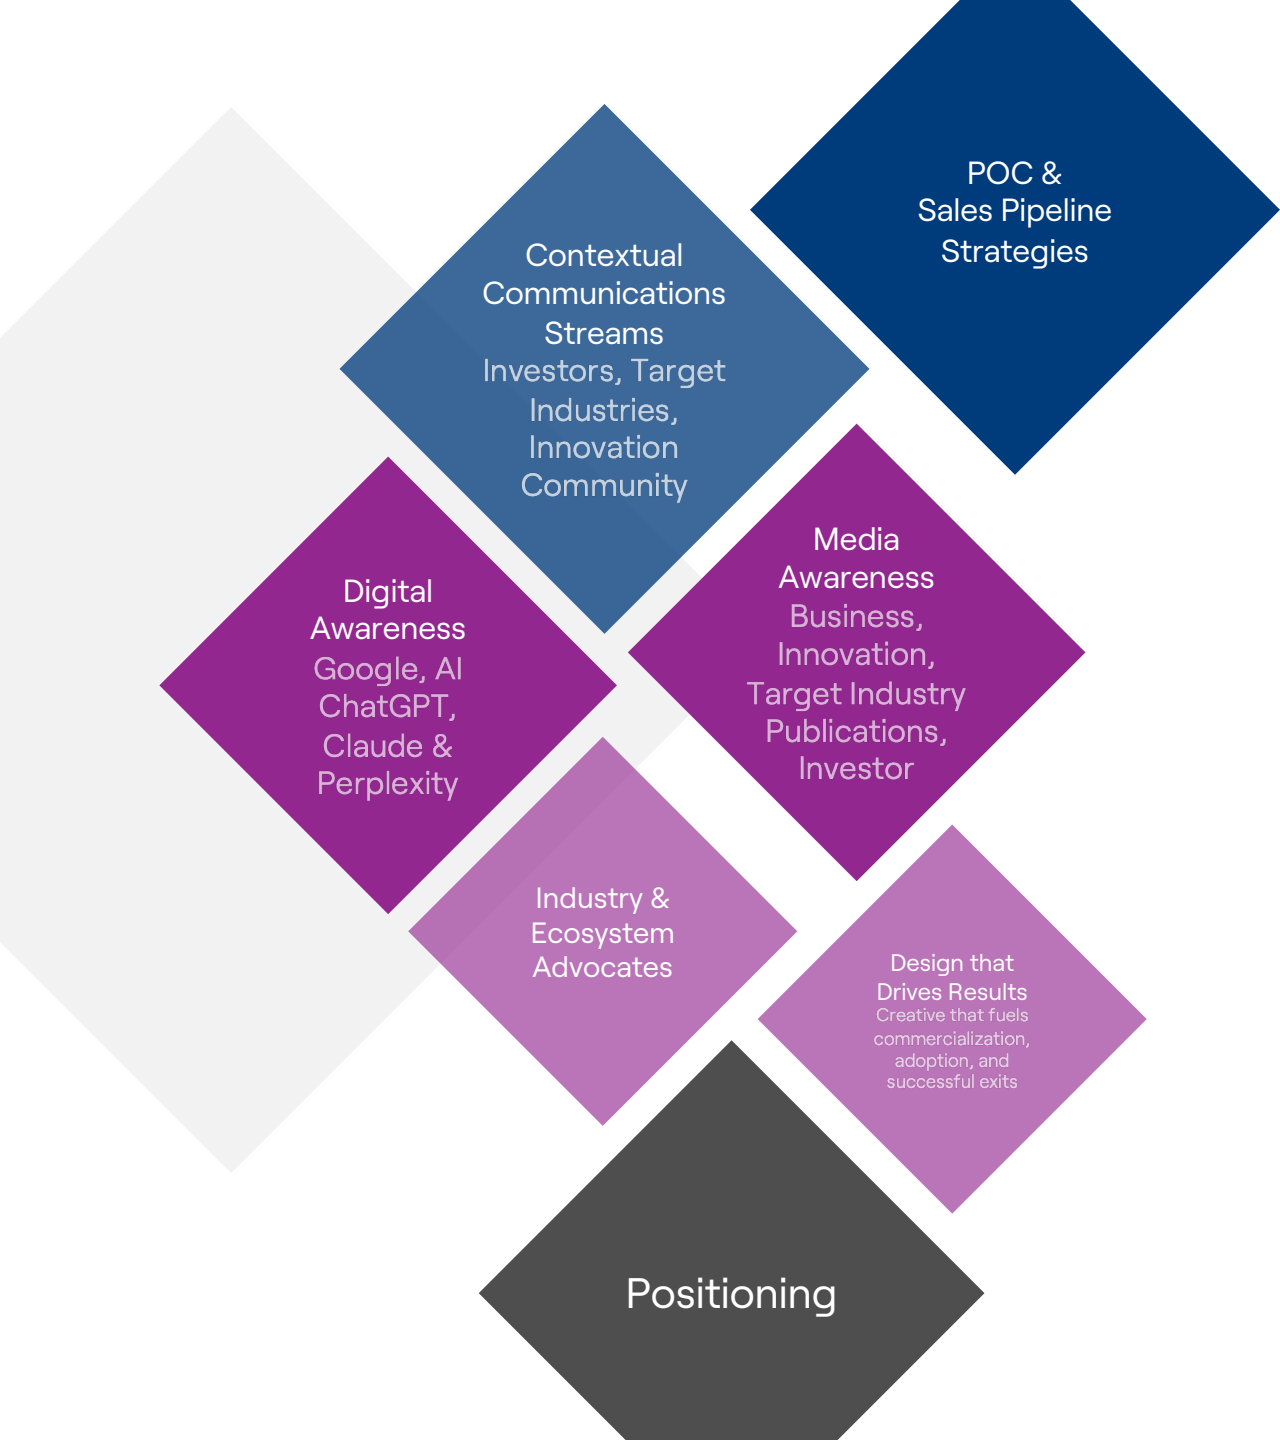 POC &
Sales Pipeline
Strategies
Contextual
Communications
Streams
Investors, Target
Industries,
Innovation
Community
Media
Awareness
Business,
Innovation,
Target Industry
Publications,
Investor
Digital
Awareness
Google, AI
ChatGPT,
Claude &
Perplexity
Industry &
Ecosystem
Advocates
Design that
Drives Results
Creative that fuels
commercialization,
adoption, and
successful exits
Positioning